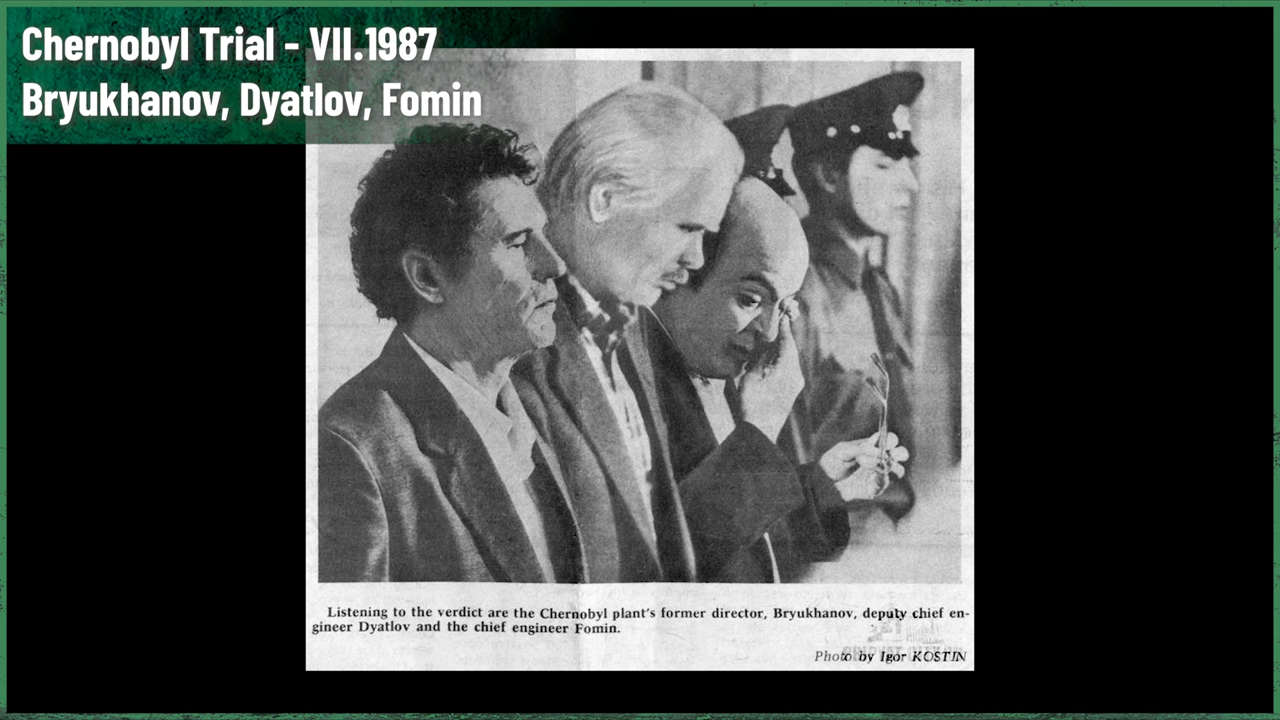 Chernobyl Trial - VII.1987
Bryukhanov, Dyatlov, Fomin
Listening to the verdict are the Chernobyl plant's former director, Bryukhanov, deputy chief en-
gineer Dyatlov and the chief engineer Fomin.
Photo by Igor KOSTIN